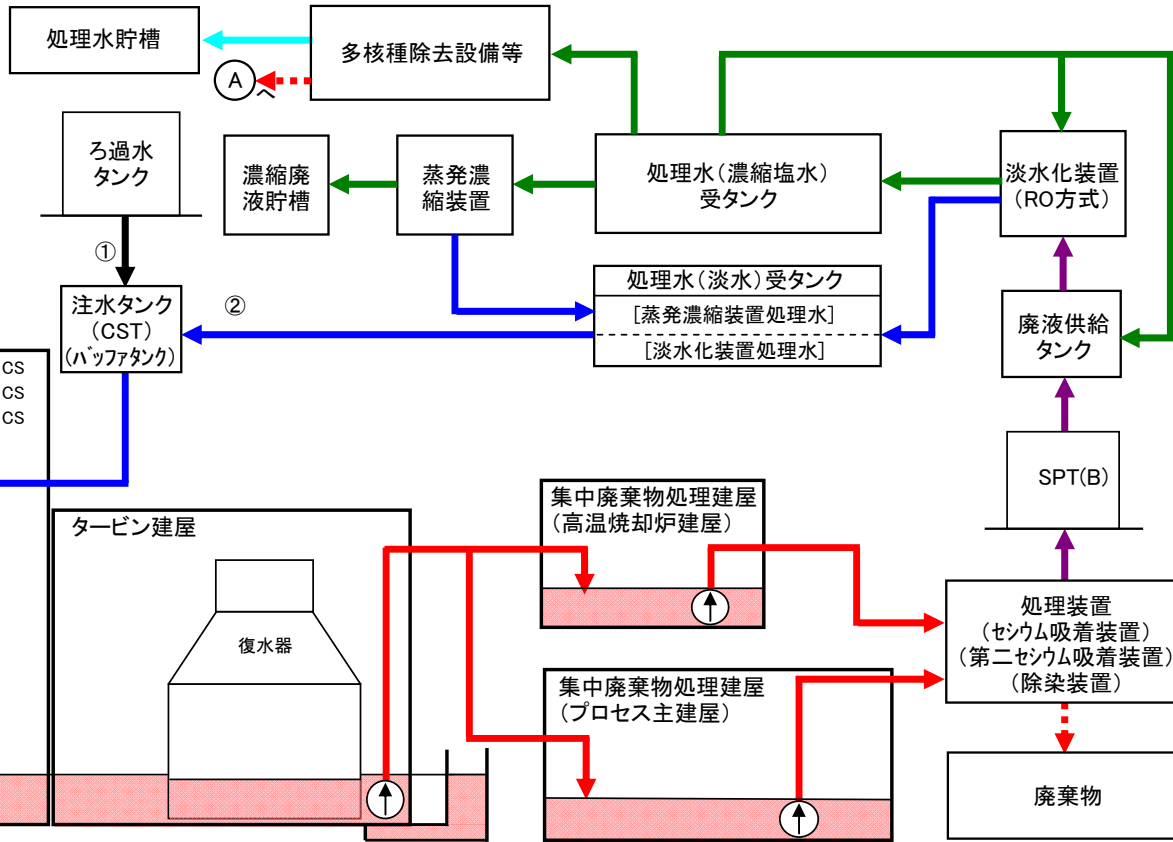 処理水貯槽
多核種除去設備等
A
へ
ろ過水
タンク
濃縮廃
液貯槽
蒸発濃
縮装置
処理水(濃縮塩水)
受タンク
淡水化装置
(RO方式)
①
注水タンク
(CST)
(バッファタンク)
②
処理水(淡水)受タンク
[蒸発濃縮装置処理水]
[淡水化装置処理水]
廃液供給
タンク
CS
CS
CS
SPT(B)
タービン建屋
復水器
集中廃棄物処理建屋
(高温焼却炉建屋)
集中廃棄物処理建屋
(プロセス主建屋)
処理装置
(セシウム吸着装置)
(第二セシウム吸着装置)
(除染装置)
廃棄物